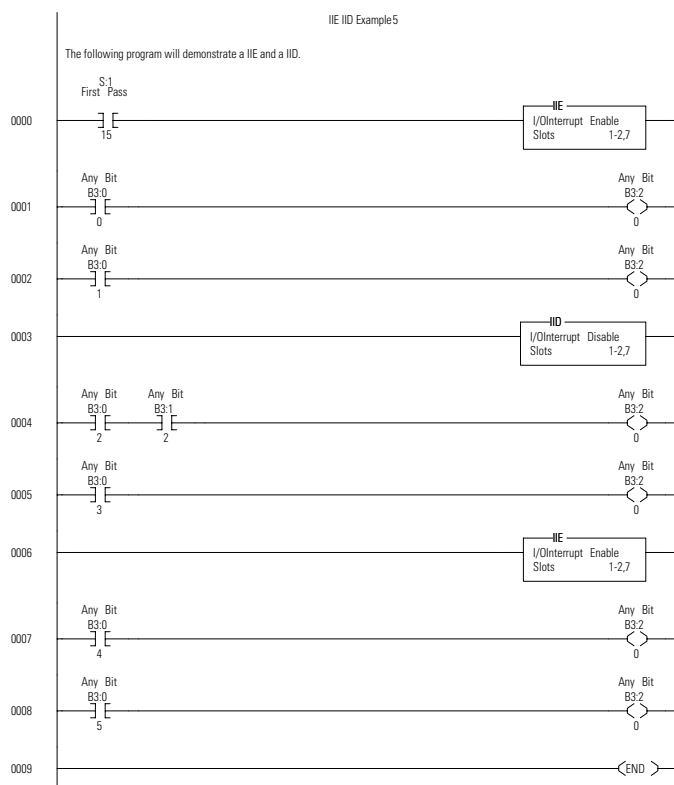 IIE IID Example 5
The following program will demonstrate a IIE and a IID.
S:1
First Pass
0000
15
IIE
I/OInterrupt Enable
Slots 1-2,7
Any Bit Any Bit
B3:0 B3:2
0001
0 0
Any Bit Any Bit
B3:0 B3:2
0002
1 0
0003
IID
I/OInterrupt Disable
Slots 1-2,7
Any Bit Any Bit Any Bit
B3:0 B3:1 B3:2
0004
2 2 0
Any Bit Any Bit
B3:0 B3:2
0005
3 0
0006
IIE
I/OInterrupt Enable
Slots 1-2,7
Any Bit Any Bit
B3:0 B3:2
0007
4 0
Any Bit Any Bit
B3:0 B3:2
0008
5 0
0009 END